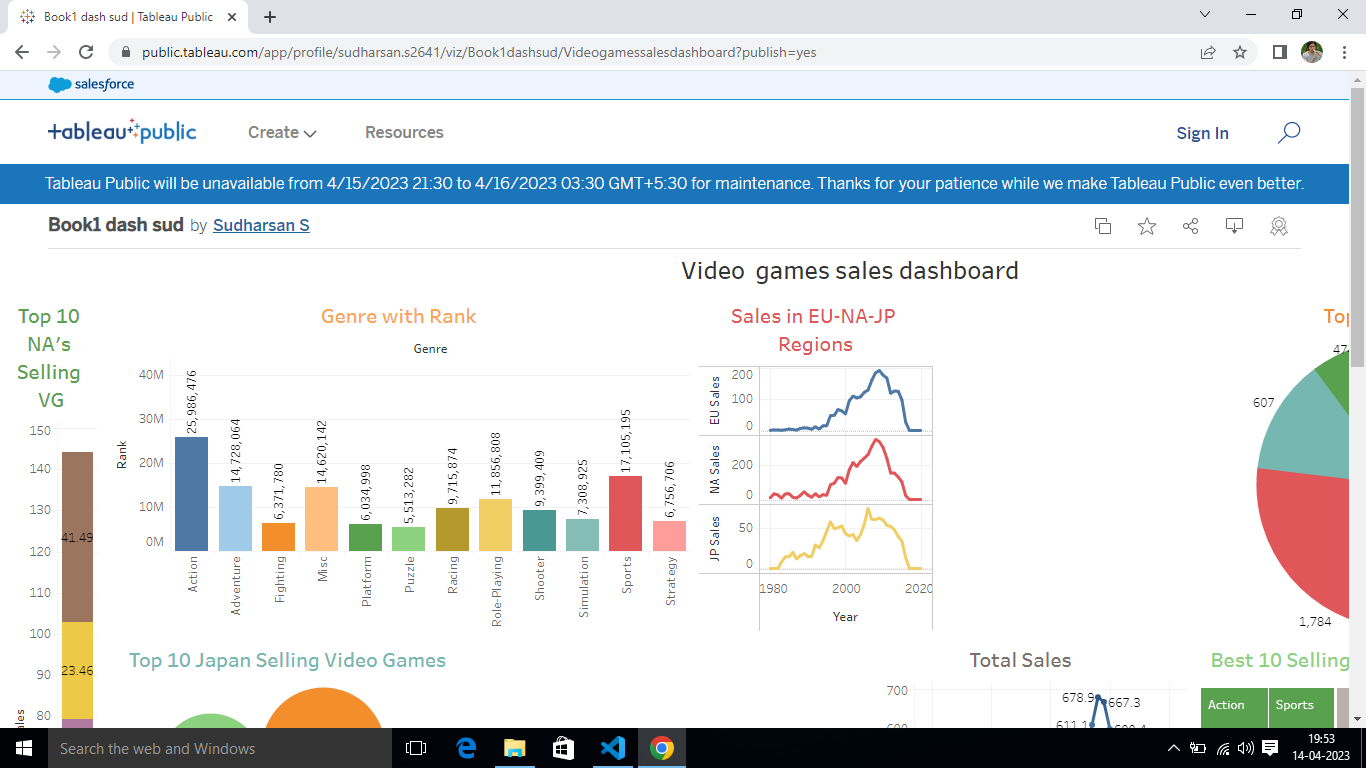 Book1 dash sud | Tableau Public
public.tableau.com/app/profile/sudharsan.s2641/viz/Book1dashsud/Videogamessalesdashboard?publish=yes
salesforce
+ableau+public
Create
Resources
Sign In
Tableau Public will be unavailable from 4/15/2023 21:30 to 4/16/2023 03:30 GMT+5:30 for maintenance. Thanks for your patience while we make Tableau Public even better.
Book1 dash sud by Sudharsan S
Video games sales dashboard
Top 10
NA's
Selling
VG
150
140
130
120
110
100
90
80
41.49
23.46
ales
Genre with Rank
Genre
Rank
40M
30M
20M
10M
0M
25,986,476
14,728,064
6,371,780
14,620,142
6,034,998
5,513,282
9,715,874
11,856,808
9,399,409
7,308,925
17,105,195
6,756,706
Action
Adventure
Fighting
Misc
Platform
Puzzle
Racing
Role-Playing
Shooter
Simulation
Sports
Strategy
Sales in EU-NA-JP
Regions
EU Sales
200
100
0
NA Sales
200
0
JP Sales
50
0
1980
2000
2020
Year
Top
47
607
1,784
Top 10 Japan Selling Video Games
Total Sales
700
600
678.9
667.3
611.1
Best 10 Selling
Action
Sports
Search the web and Windows
19:53
14-04-2023